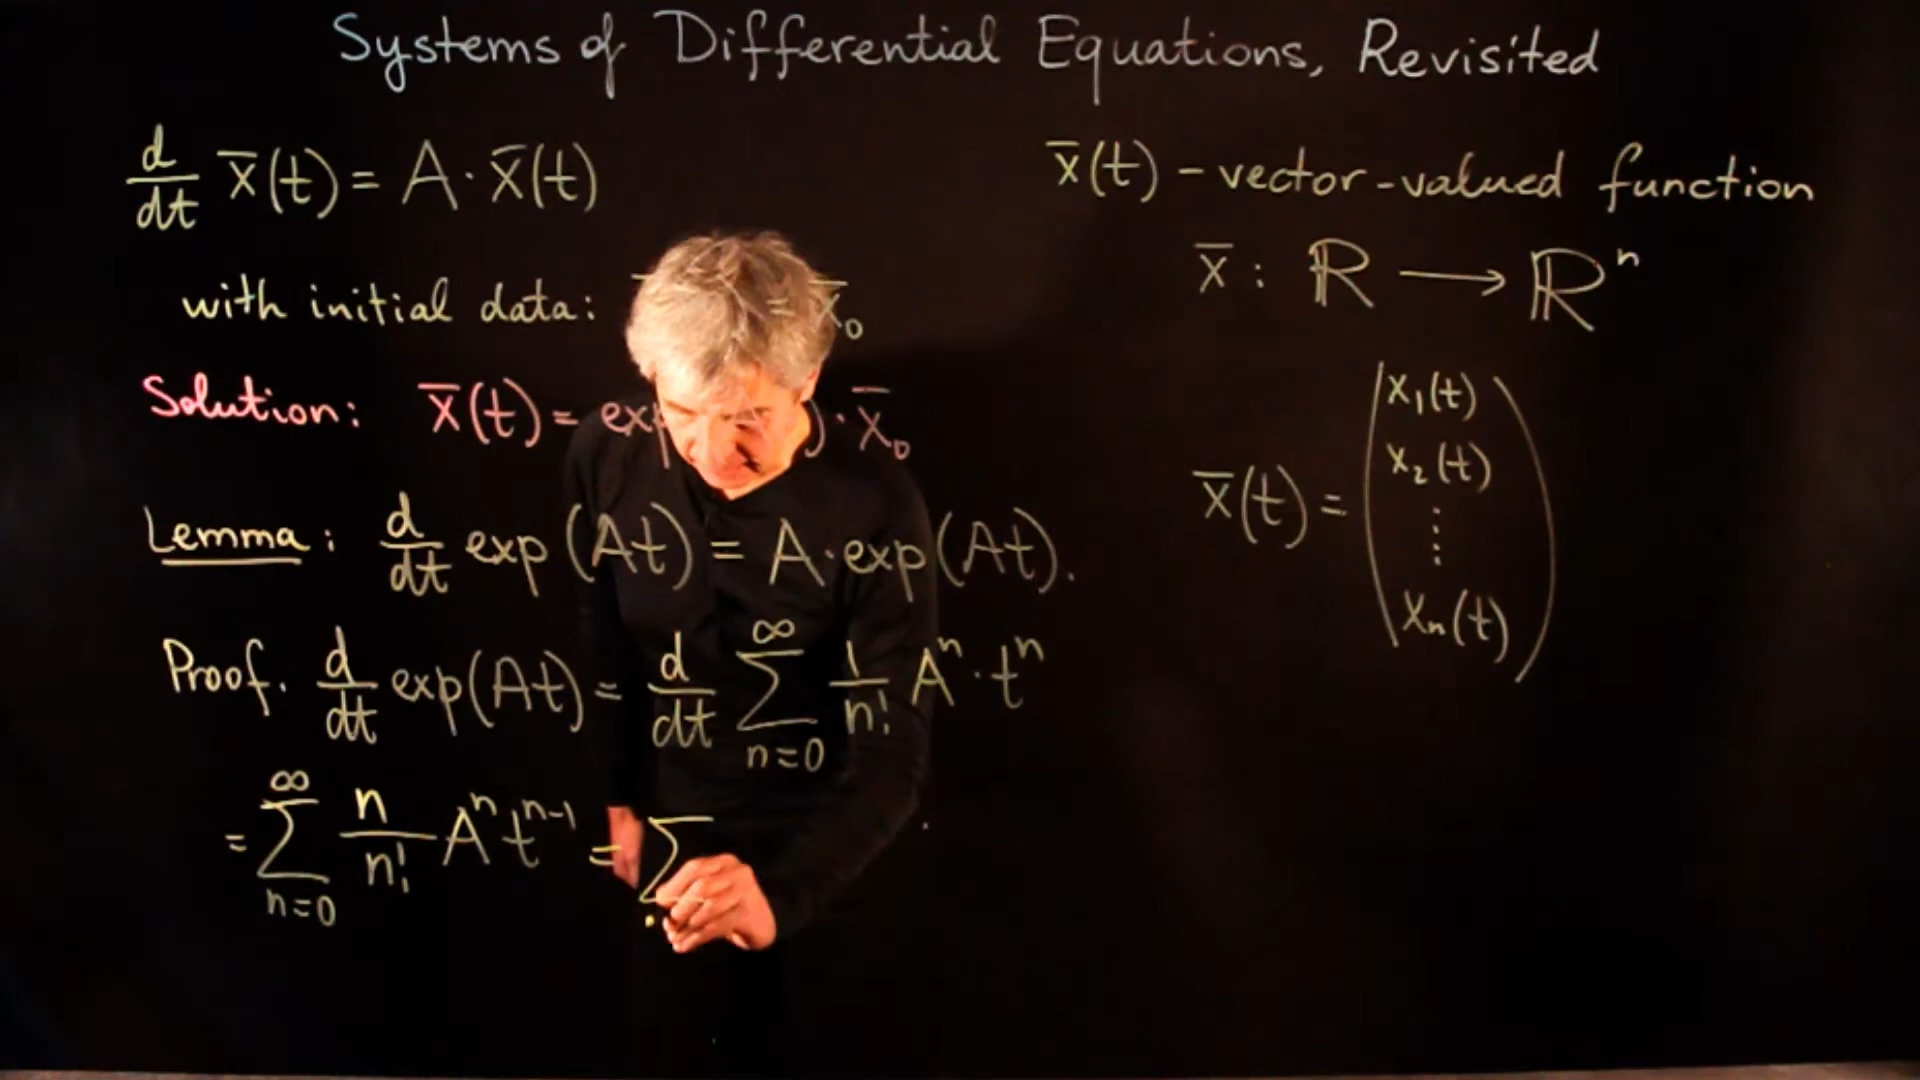 Systems of Differential Equations, Revisited
d/dt x̄(t) = A · x̄(t)
with initial data: = x̄₀
Solution: x̄(t) = exp ) · x̄₀
Lemma: d/dt exp (At) = A · exp(At).
Proof. d/dt exp(At) = d/dt ∑_{n=0}^{∞} 1/n! Aⁿ · tⁿ
= ∑_{n=0}^{∞} n/n! Aⁿ tⁿ⁻¹ = ∑
x̄(t) – vector-valued function
x̄ : ℝ ⟶ ℝⁿ
x̄(t) = ( x₁(t)
x₂(t)
⋮
xₙ(t) )